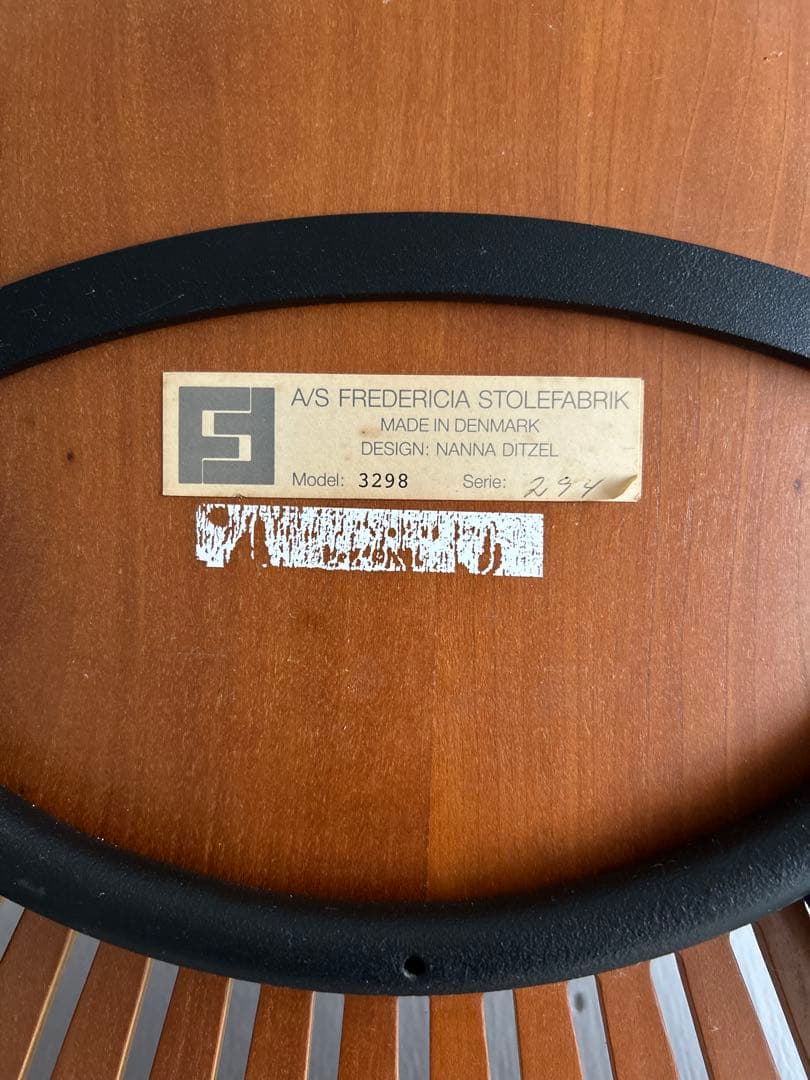 A/S FREDERICIA STOLEFABRIK
MADE IN DENMARK
DESIGN: NANNA DITZEL
Model: 3298 Serie: 294